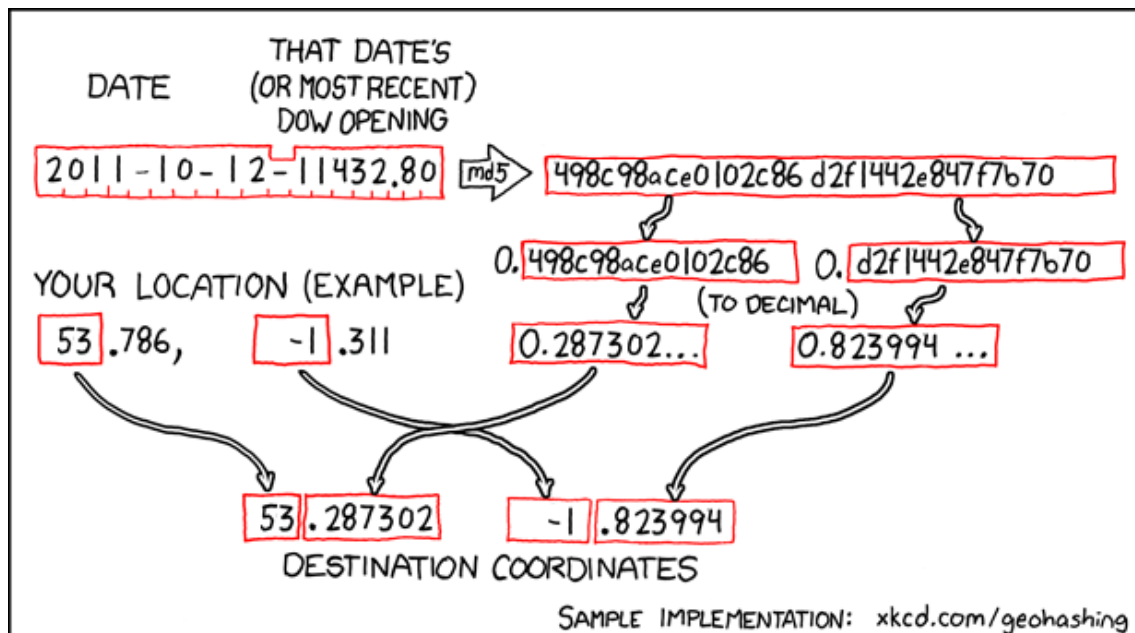 DATE
THAT DATE'S
(OR MOST RECENT)
DOW OPENING
2011-10-12-11432.80
md5
498c98ace0102c86d2f1442e847f7b70
0.498c98ace0102c86
0.d2f1442e847f7b70
(TO DECIMAL)
YOUR LOCATION (EXAMPLE)
53.786, -1.311
0.287302...
0.823994...
53.287302 -1.823994
DESTINATION COORDINATES
SAMPLE IMPLEMENTATION: xkcd.com/geohashing